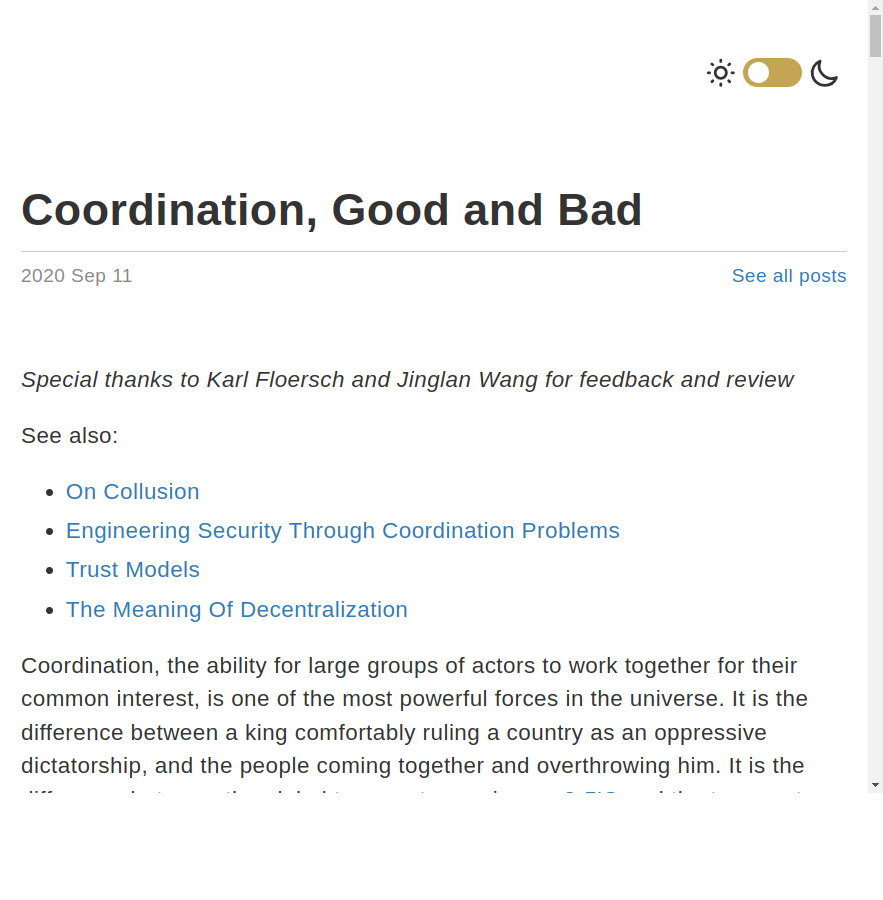 Coordination, Good and Bad
2020 Sep 11
See all posts
Special thanks to Karl Floersch and Jinglan Wang for feedback and review
See also:
On Collusion
Engineering Security Through Coordination Problems
Trust Models
The Meaning Of Decentralization
Coordination, the ability for large groups of actors to work together for their
common interest, is one of the most powerful forces in the universe. It is the
difference between a king comfortably ruling a country as an oppressive
dictatorship, and the people coming together and overthrowing him. It is the